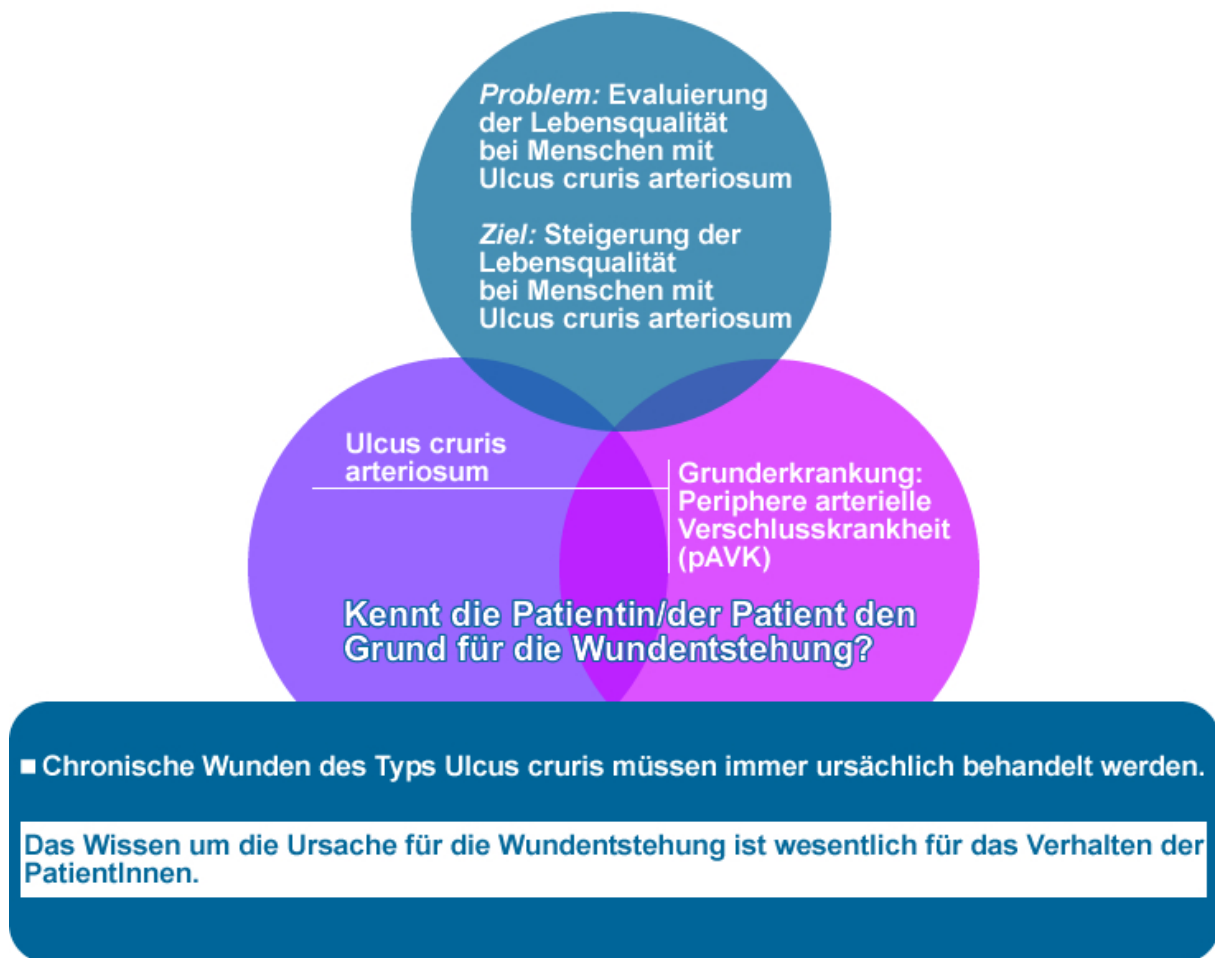 Problem: Evaluierung
der Lebensqualität
bei Menschen mit
Ulcus cruris arteriosum
Ziel: Steigerung der
Lebensqualität
bei Menschen mit
Ulcus cruris arteriosum
Ulcus cruris
arteriosum
Grunderkrankung:
Periphere arterielle
Verschlusskrankheit
(pAVK)
Kennt die Patientin/der Patient den
Grund für die Wundentstehung?
Chronische Wunden des Typs Ulcus cruris müssen immer ursächlich behandelt werden.
Das Wissen um die Ursache für die Wundentstehung ist wesentlich für das Verhalten der
PatientInnen.